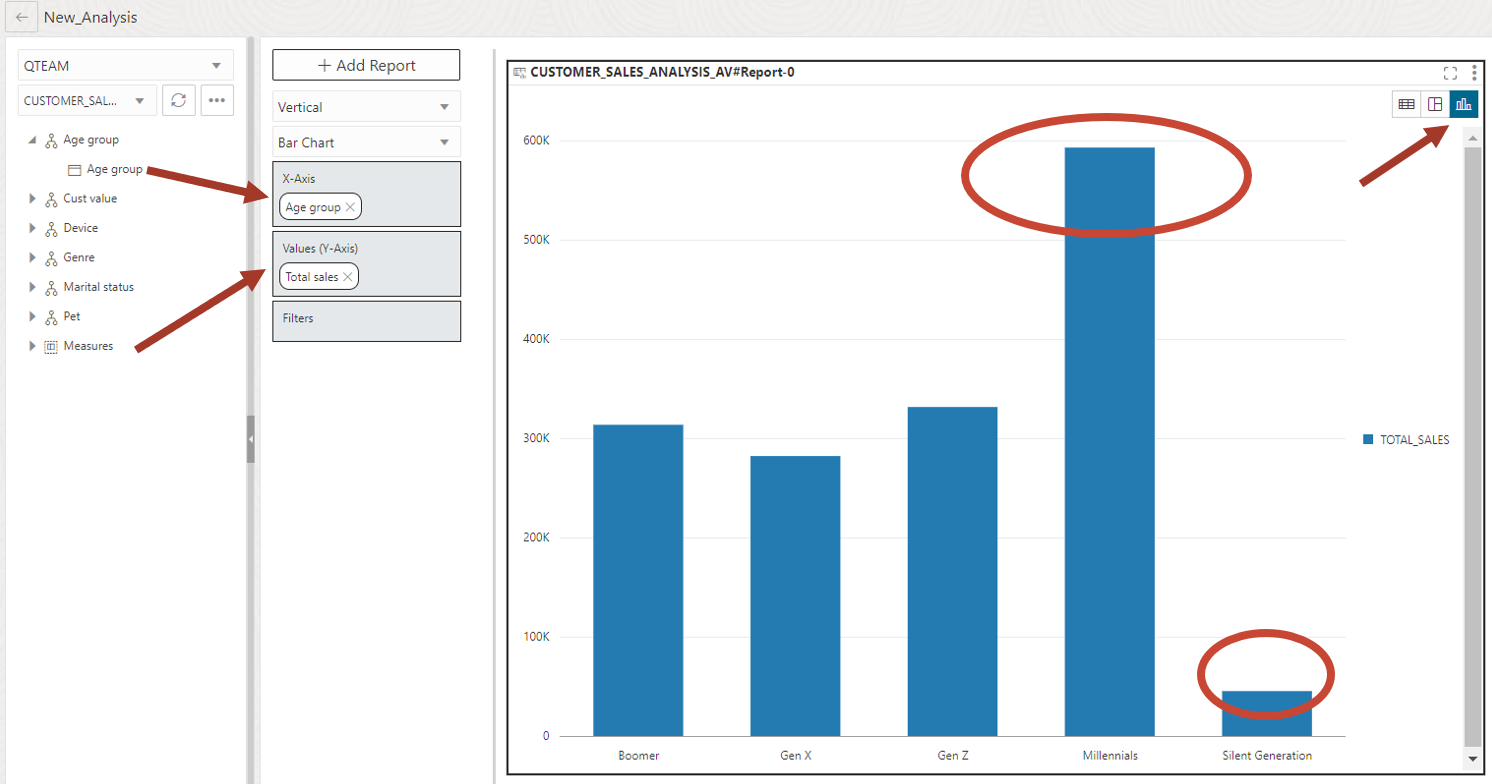 New_Analysis
QTEAM
CUSTOMER_SAL...
Age group
Age group
Cust value
Device
Genre
Marital status
Pet
Measures
+ Add Report
Vertical
Bar Chart
X-Axis
Age group
Values (Y-Axis)
Total sales
Filters
CUSTOMER_SALES_ANALYSIS_AV#Report-0
600K
500K
400K
300K
200K
100K
0
Boomer
Gen X
Gen Z
Millennials
Silent Generation
TOTAL_SALES